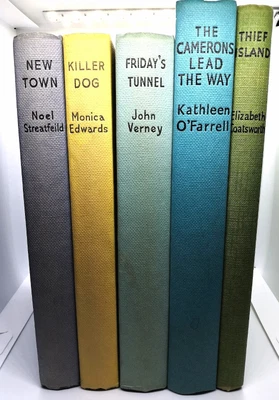 NEW
TOWN
Noel
Streatfeild
KILLER
DOG
Monica
Edwards
FRIDAY'S
TUNNEL
John
Verney
THE
CAMERONS
LEAD
THE WAY
Kathleen
O'Farrell
THIEF
ISLAND
Elizabeth
Coatsworth